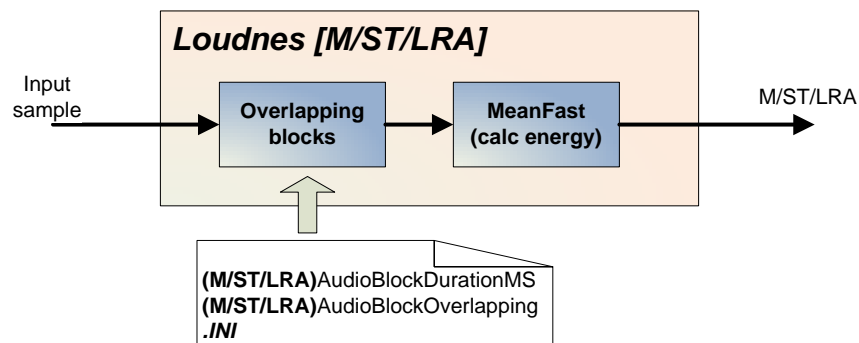 Loudnes [M/ST/LRA]
Input
sample
Overlapping
blocks
MeanFast
(calc energy)
M/ST/LRA
(M/ST/LRA)AudioBlockDurationMS
(M/ST/LRA)AudioBlockOverlapping
.INI